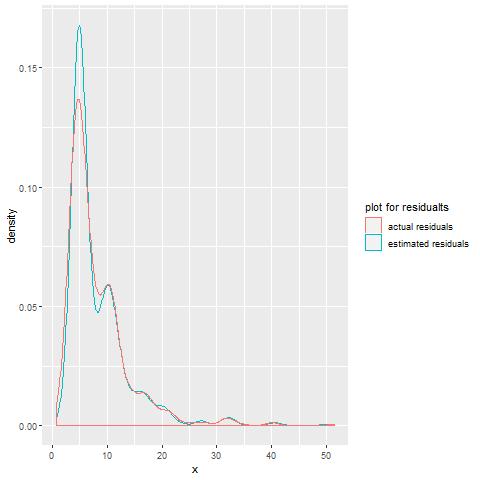 0.15
0.10
0.05
0.00
density
0
10
20
30
40
50
x
plot for residualts
actual residuals
estimated residuals